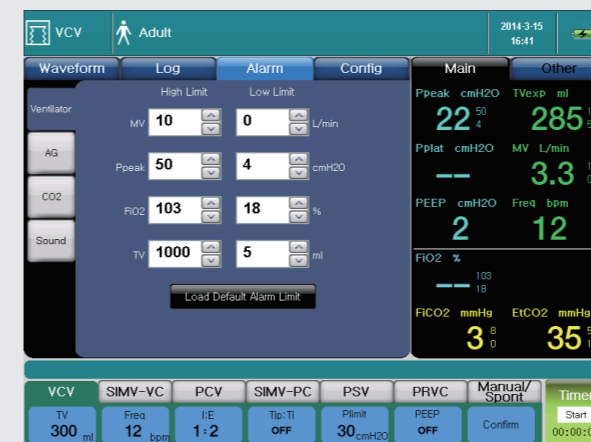 VCV Adult 2014-3-15
16:41
Waveform Log Alarm Config Main Other
High Limit Low Limit
Ventilator
MV 10 0 L/min
AG
Ppeak 50 4 cmH2O
CO2
FiO2 103 18 %
Sound
TV 1000 5 ml
Load Default Alarm Limit
Ppeak cmH2O TVexp ml
22 50 4 285
Pplat cmH2O MV L/min
-- 3.3
PEEP cmH2O Freq bpm
2 12
FiO2 %
-- 103 18
FiCO2 mmHg EtCO2 mmHg
3 8 0 35
VCV SIMV-VC PCV SIMV-PC PSV PRVC Manual/ Spont Timer
TV Freq I:E Tip:Ti Plimit PEEP Confirm Start
300 ml 12 bpm 1:2 OFF 30 cmH2O OFF 00:00:0